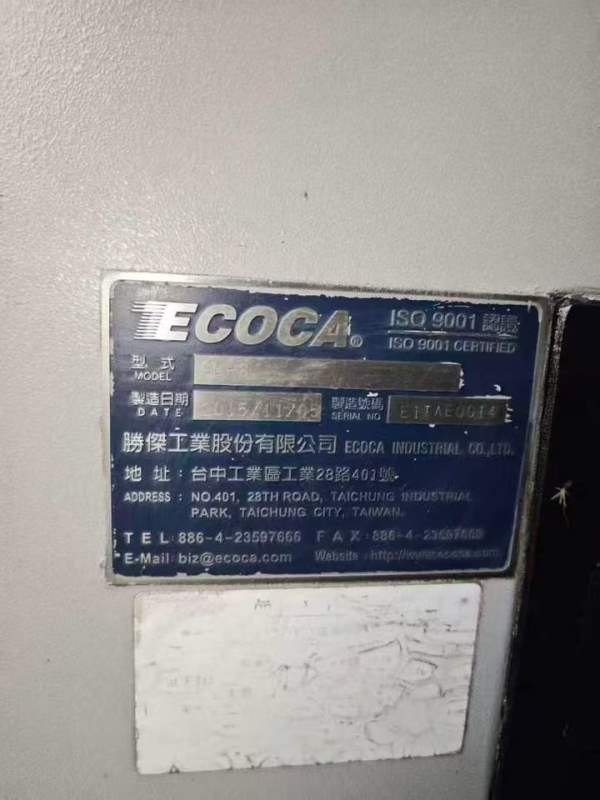 ECOCA®
ISO 9001 認證
ISO 9001 CERTIFIED
型式
MODEL
製造日期
DATE
製造號碼
SERIAL NO
勝傑工業股份有限公司 ECOCA INDUSTRIAL CO.,LTD.
地址：台中工業區工業28路401號
ADDRESS : NO.401, 28TH ROAD, TAICHUNG INDUSTRIAL
PARK, TAICHUNG CITY, TAIWAN.
TEL:886-4-23597666 FAX:886-4-23597669
E-Mail:biz@ecoca.com Website:http://www.ecoca.com